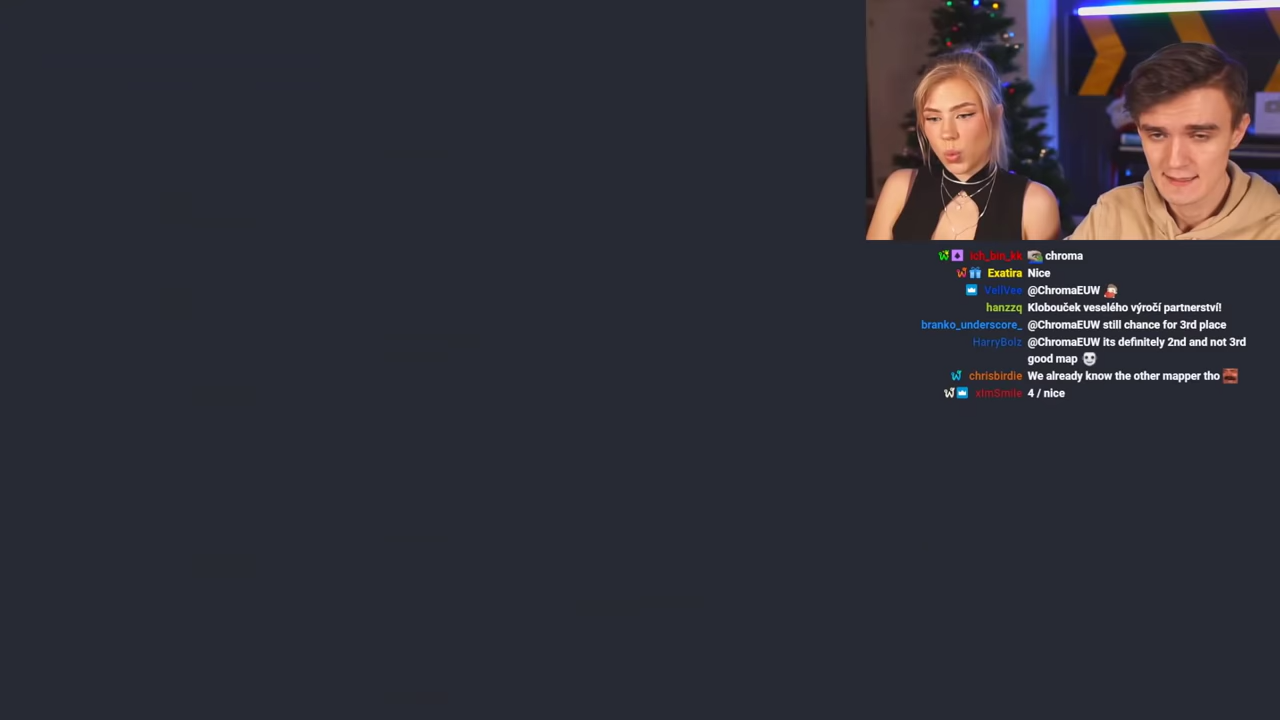 ich_bin_kk chroma
Exatira Nice
VellVee @ChromaEUW
hanzzq Klobouček veselého výročí partnerství!
branko_underscore_ @ChromaEUW still chance for 3rd place
HarryBolz @ChromaEUW its definitely 2nd and not 3rd
good map
chrisbirdie We already know the other mapper tho
ximSmile 4 / nice